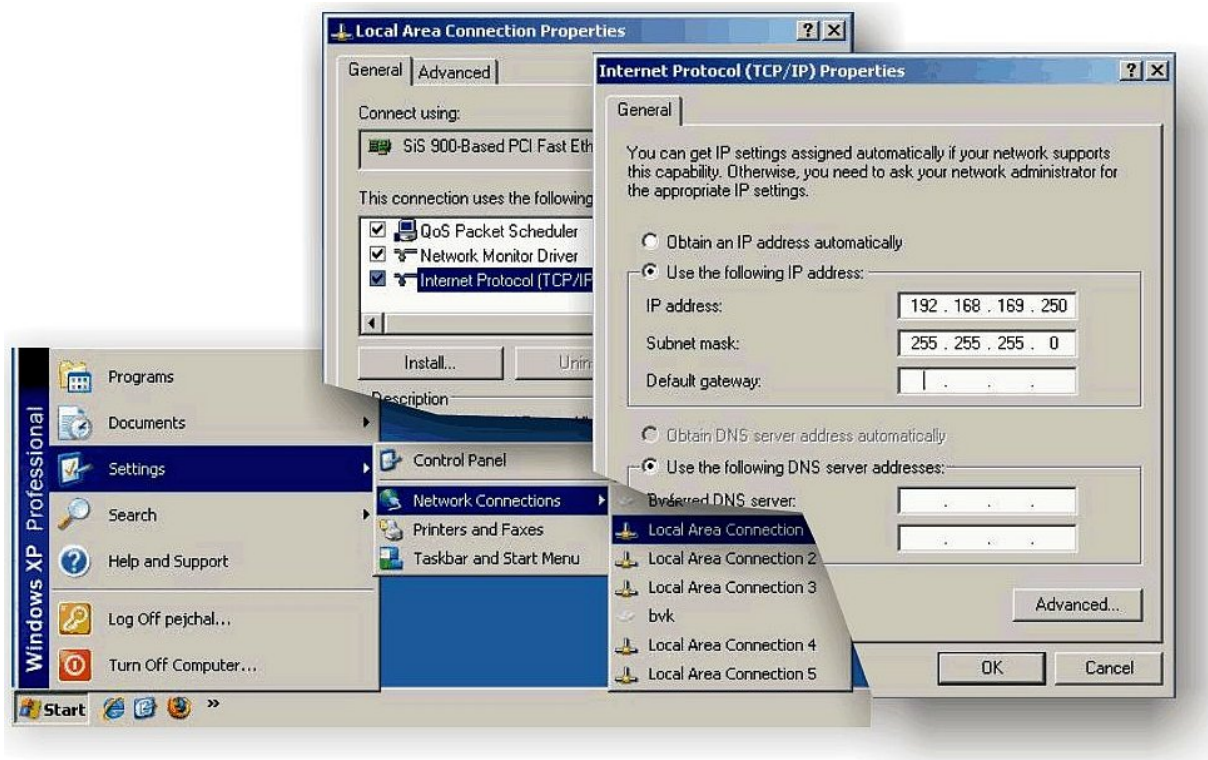 Local Area Connection Properties
General
Advanced
Connect using:
SiS 900-Based PCI Fast Eth
This connection uses the following
QoS Packet Scheduler
Network Monitor Driver
Internet Protocol (TCP/IP
Install...
Unin
Description
Internet Protocol (TCP/IP) Properties
General
You can get IP settings assigned automatically if your network supports
this capability. Otherwise, you need to ask your network administrator for
the appropriate IP settings.
Obtain an IP address automatically
Use the following IP address:
IP address: 192 . 168 . 169 . 250
Subnet mask: 255 . 255 . 255 . 0
Default gateway: . . .
Obtain DNS server address automatically
Use the following DNS server addresses:
DNS server: . . .
. . .
Advanced...
OK
Cancel
Windows XP Professional
Programs
Documents
Settings
Search
Help and Support
Log Off pejchal...
Turn Off Computer...
Start
»
Control Panel
Network Connections
Printers and Faxes
Taskbar and Start Menu
Local Area Connection
Local Area Connection 2
Local Area Connection 3
bvk
Local Area Connection 4
Local Area Connection 5